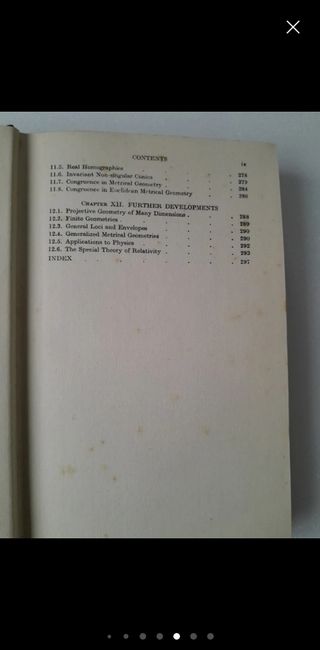 CONTENTS ix
11.5. Real Homographies
11.6. Invariant Non-singular Conics . . . 278
11.7. Congruence in Metrical Geometry . . . 279
11.8. Congruence in Euclidean Metrical Geometry . . 284
286
CHAPTER XII. FURTHER DEVELOPMENTS
12.1. Projective Geometry of Many Dimensions . . . 288
12.2. Finite Geometries . . . . . 289
12.3. General Loci and Envelopes . . . 290
12.4. Generalized Metrical Geometries . . . 290
12.5. Applications to Physics . . . . 292
12.6. The Special Theory of Relativity . . . 293
INDEX . . . . . . . 297